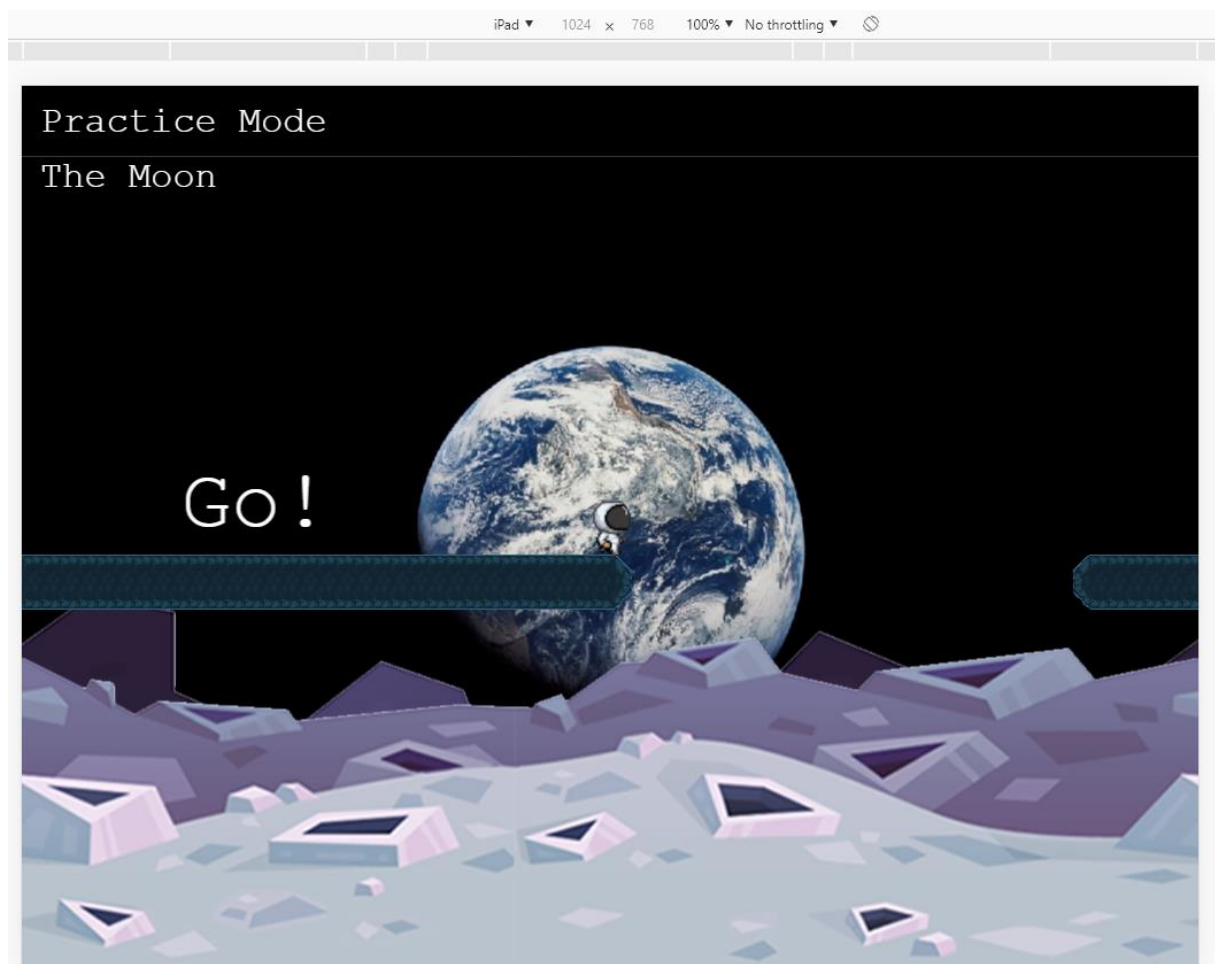 iPad ▼ 1024 x 768 100% ▼ No throttling ▼
Practice Mode
The Moon
Go!